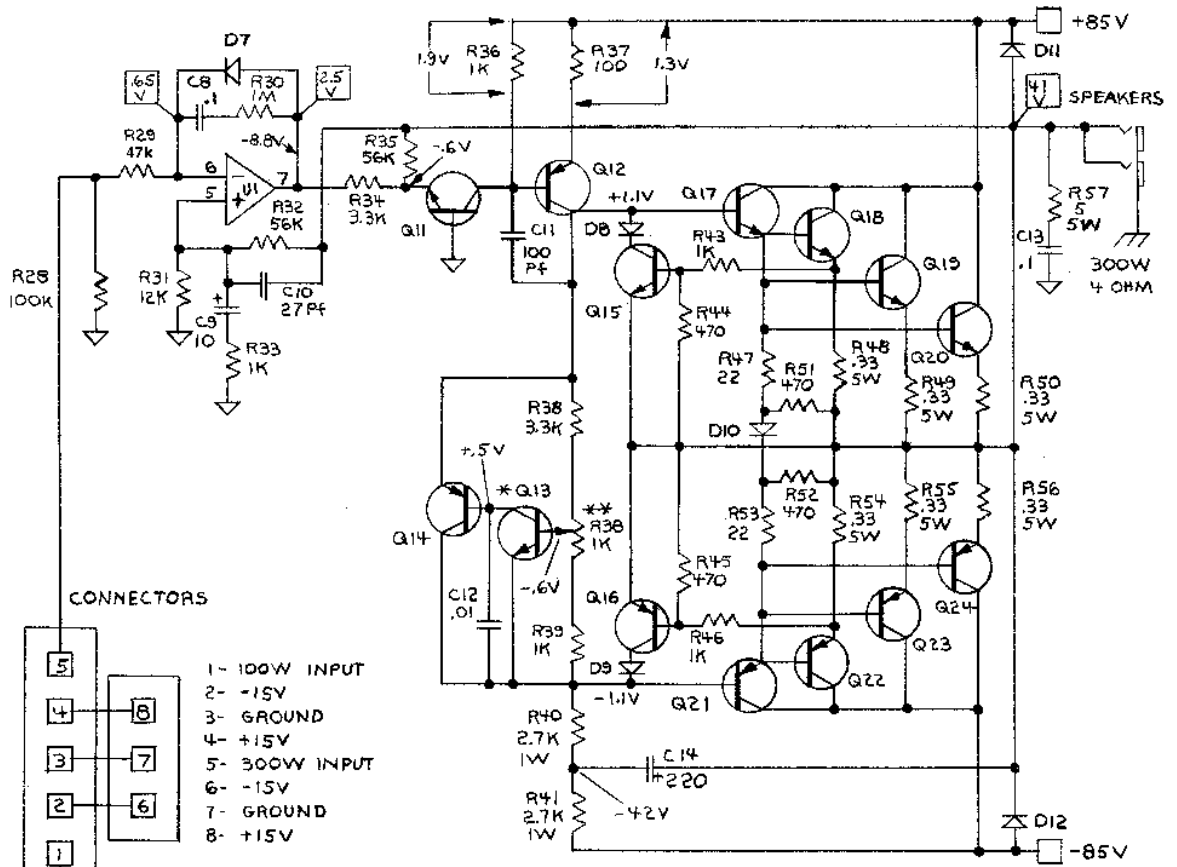 D7
.65
V
C8
.1
R30
1M
2.5
V
-8.8V
R29
47K
6
5
7
U1
R32
56K
R28
100K
R31
12K
C9
10
C10
27 Pf
R33
1K
R35
56K
-.6V
R34
3.3K
Q11
1.9V
R36
1K
R37
100
1.3V
C11
100
Pf
Q12
+1.1V
D8
Q15
R43
1K
R44
470
Q17
Q18
Q19
Q20
+85V
D11
41
V
SPEAKERS
R57
5
5W
C13
.1
300W
4 OHM
R47
22
R51
470
R48
.33
5W
R49
.33
5W
R50
.33
5W
D10
R38
3.3K
+.5V
*Q13
**
R38
1K
Q14
-.6V
C12
.01
R39
1K
R52
470
R53
22
R54
.33
5W
R55
.33
5W
R56
.33
5W
R45
470
Q16
R46
1K
D9
-1.1V
Q21
Q22
Q23
Q24
R40
2.7K
1W
C14
+220
R41
2.7K
1W
-42V
D12
-85V
CONNECTORS
5
4
3
2
1
8
7
6
1- 100W INPUT
2- -15V
3- GROUND
4- +15V
5- 300W INPUT
6- -15V
7- GROUND
8- +15V